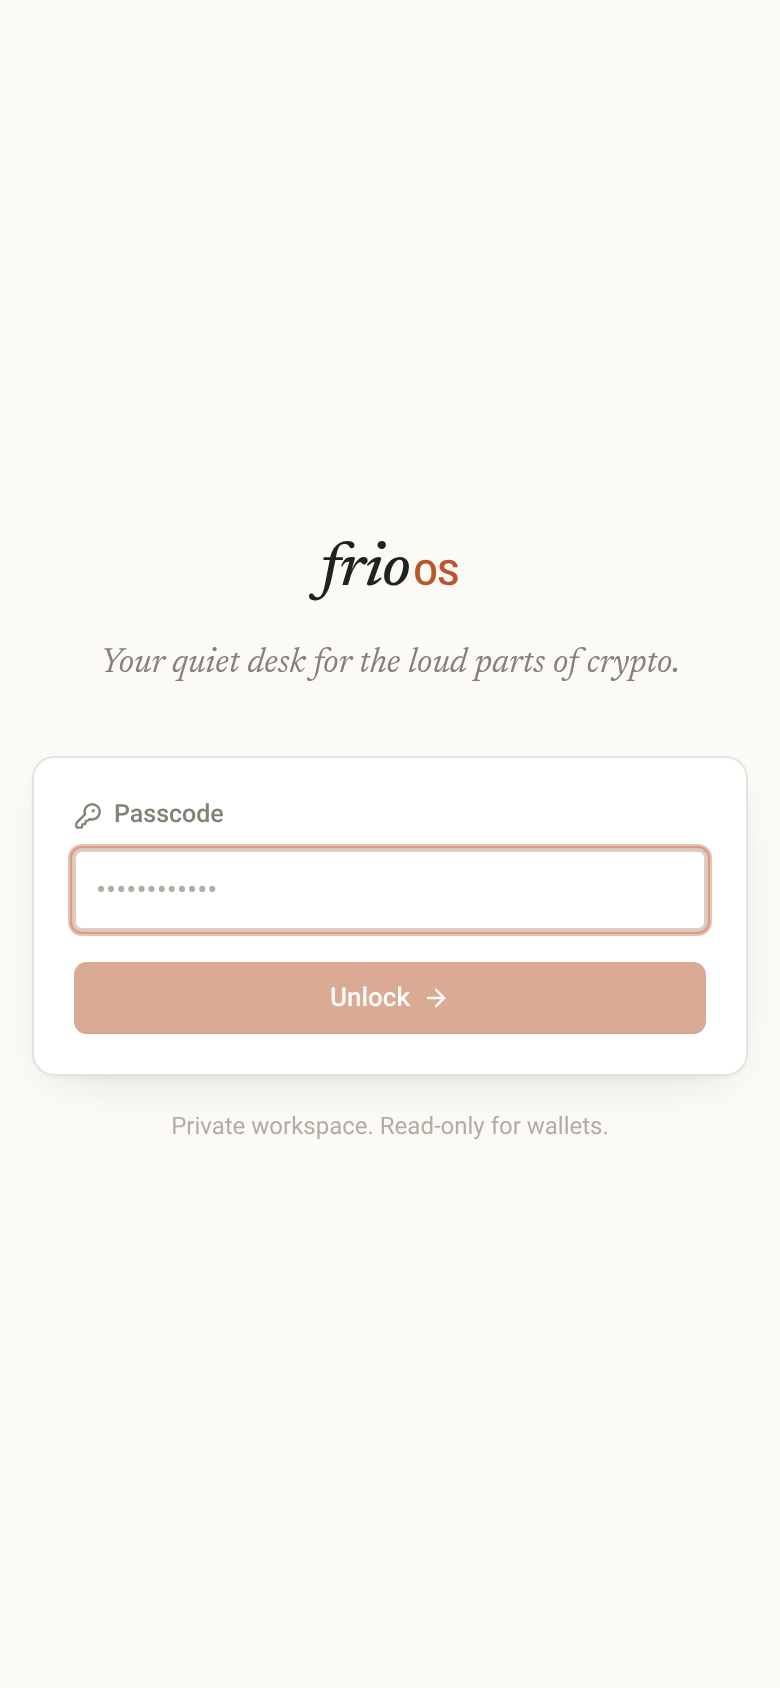 frio os
Your quiet desk for the loud parts of crypto.
Passcode
••••••••••••
Unlock →
Private workspace. Read-only for wallets.